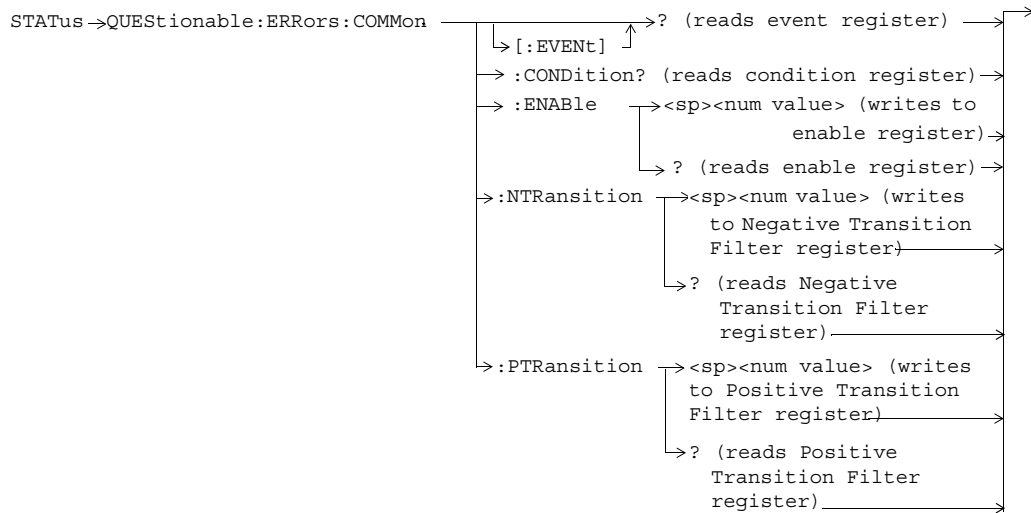 STATus QUEStionable:ERRors:COMMon ? (reads event register)
[:EVENt]
:CONDition? (reads condition register)
:ENABle <sp><num value> (writes to
enable register)
? (reads enable register)
:NTRansition <sp><num value> (writes
to Negative Transition
Filter register)
? (reads Negative
Transition Filter
register)
:PTRansition <sp><num value> (writes
to Positive Transition
Filter register)
? (reads Positive
Transition Filter
register)